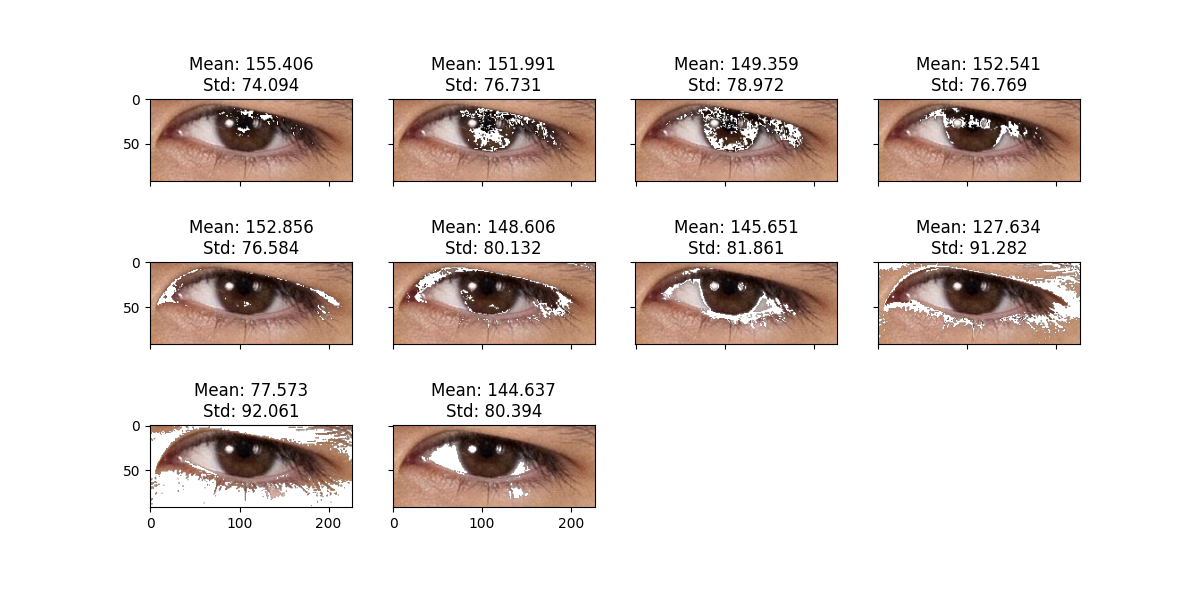 Mean: 155.406
Std: 74.094
Mean: 151.991
Std: 76.731
Mean: 149.359
Std: 78.972
Mean: 152.541
Std: 76.769
0
50
Mean: 152.856
Std: 76.584
Mean: 148.606
Std: 80.132
Mean: 145.651
Std: 81.861
Mean: 127.634
Std: 91.282
0
50
Mean: 77.573
Std: 92.061
Mean: 144.637
Std: 80.394
0
50
0 100 200
0 100 200